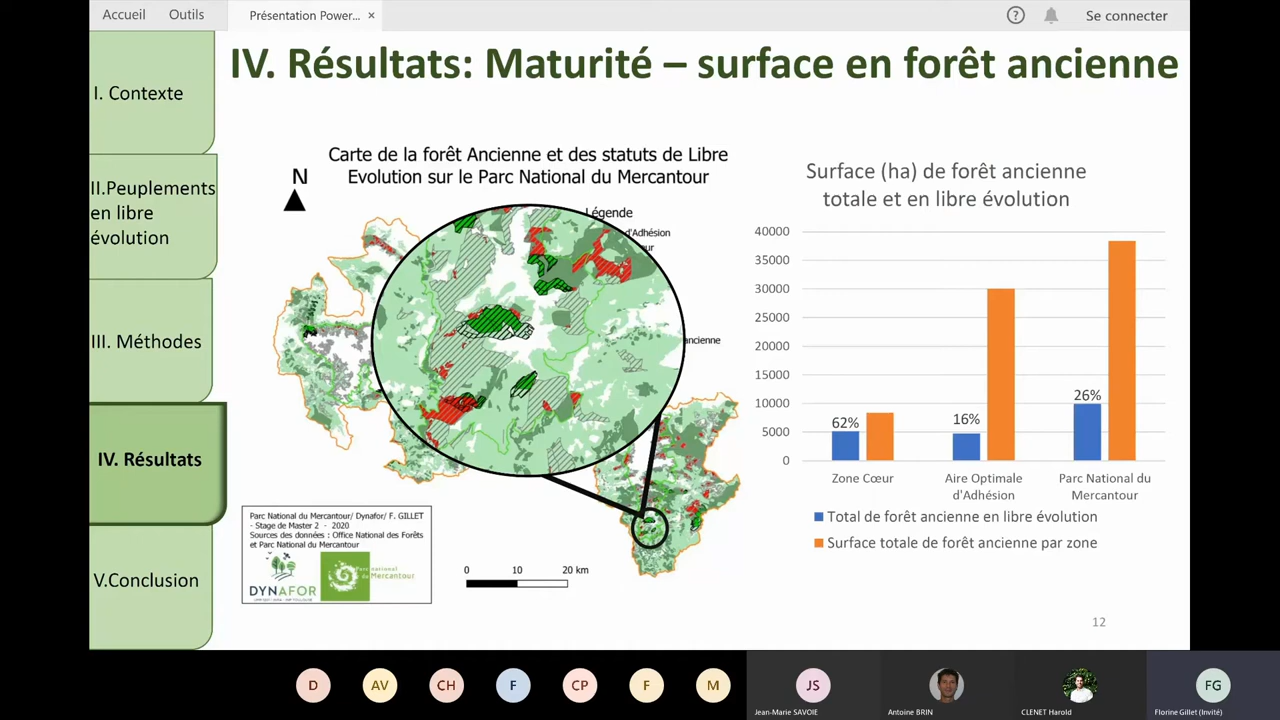 Accueil
Outils
Présentation Power...
×
?
Se connecter
IV. Résultats: Maturité – surface en forêt ancienne
I. Contexte
II.Peuplements
en libre
évolution
III. Méthodes
IV. Résultats
V.Conclusion
Carte de la forêt Ancienne et des statuts de Libre
Evolution sur le Parc National du Mercantour
N
Légende
d'Adhésion
ur
ancienne
Parc National du Mercantour/ Dynafor/ F. GILLET
- Stage de Master 2 - 2020
Sources des données : Office National des Forêts
et Parc National du Mercantour
DYNAFOR
Parc national
du Mercantour
0 10 20 km
Surface (ha) de forêt ancienne
totale et en libre évolution
40000
35000
30000
25000
20000
15000
10000
5000
0
62%
16%
26%
Zone Cœur
Aire Optimale
d'Adhésion
Parc National du
Mercantour
Total de forêt ancienne en libre évolution
Surface totale de forêt ancienne par zone
12
D
AV
CH
F
CP
F
M
JS
FG
Jean-Marie SAVOIE
Antoine BRIN
CLENET Harold
Florine Gillet (Invité)